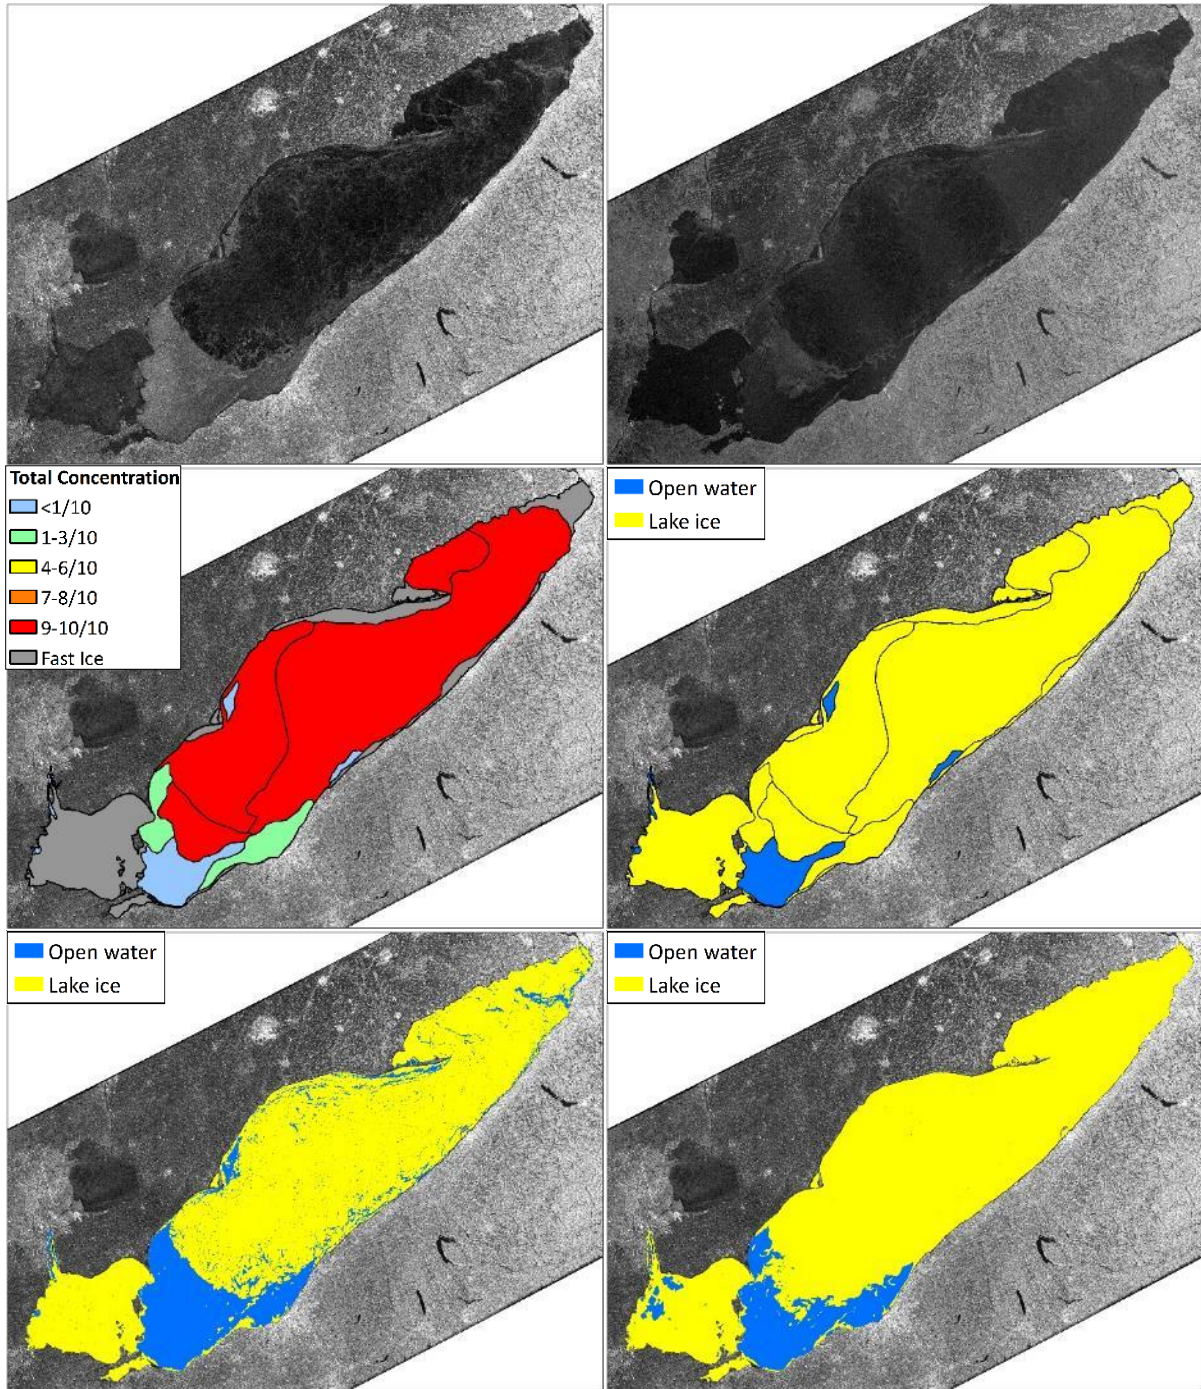 Total Concentration
<1/10
1-3/10
4-6/10
7-8/10
9-10/10
Fast Ice
Open water
Lake ice
Open water
Lake ice
Open water
Lake ice